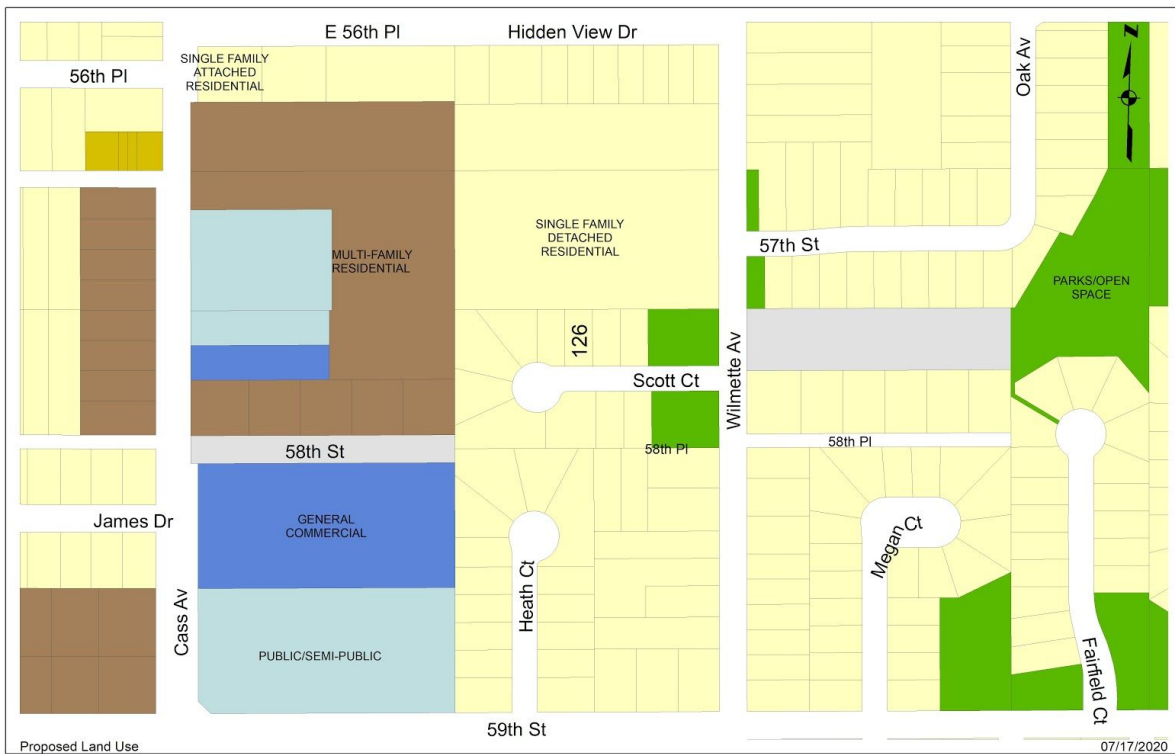 E 56th Pl
Hidden View Dr
Oak Av
N
56th Pl
SINGLE FAMILY
ATTACHED
RESIDENTIAL
57th St
SINGLE FAMILY
DETACHED
RESIDENTIAL
MULTI-FAMILY
RESIDENTIAL
PARKS/OPEN
SPACE
126
Scott Ct
Wilmette Av
58th St
58th Pl
58th Pl
GENERAL
COMMERCIAL
James Dr
Megan Ct
Heath Ct
Cass Av
PUBLIC/SEMI-PUBLIC
Fairfield Ct
59th St
Proposed Land Use
07/17/2020